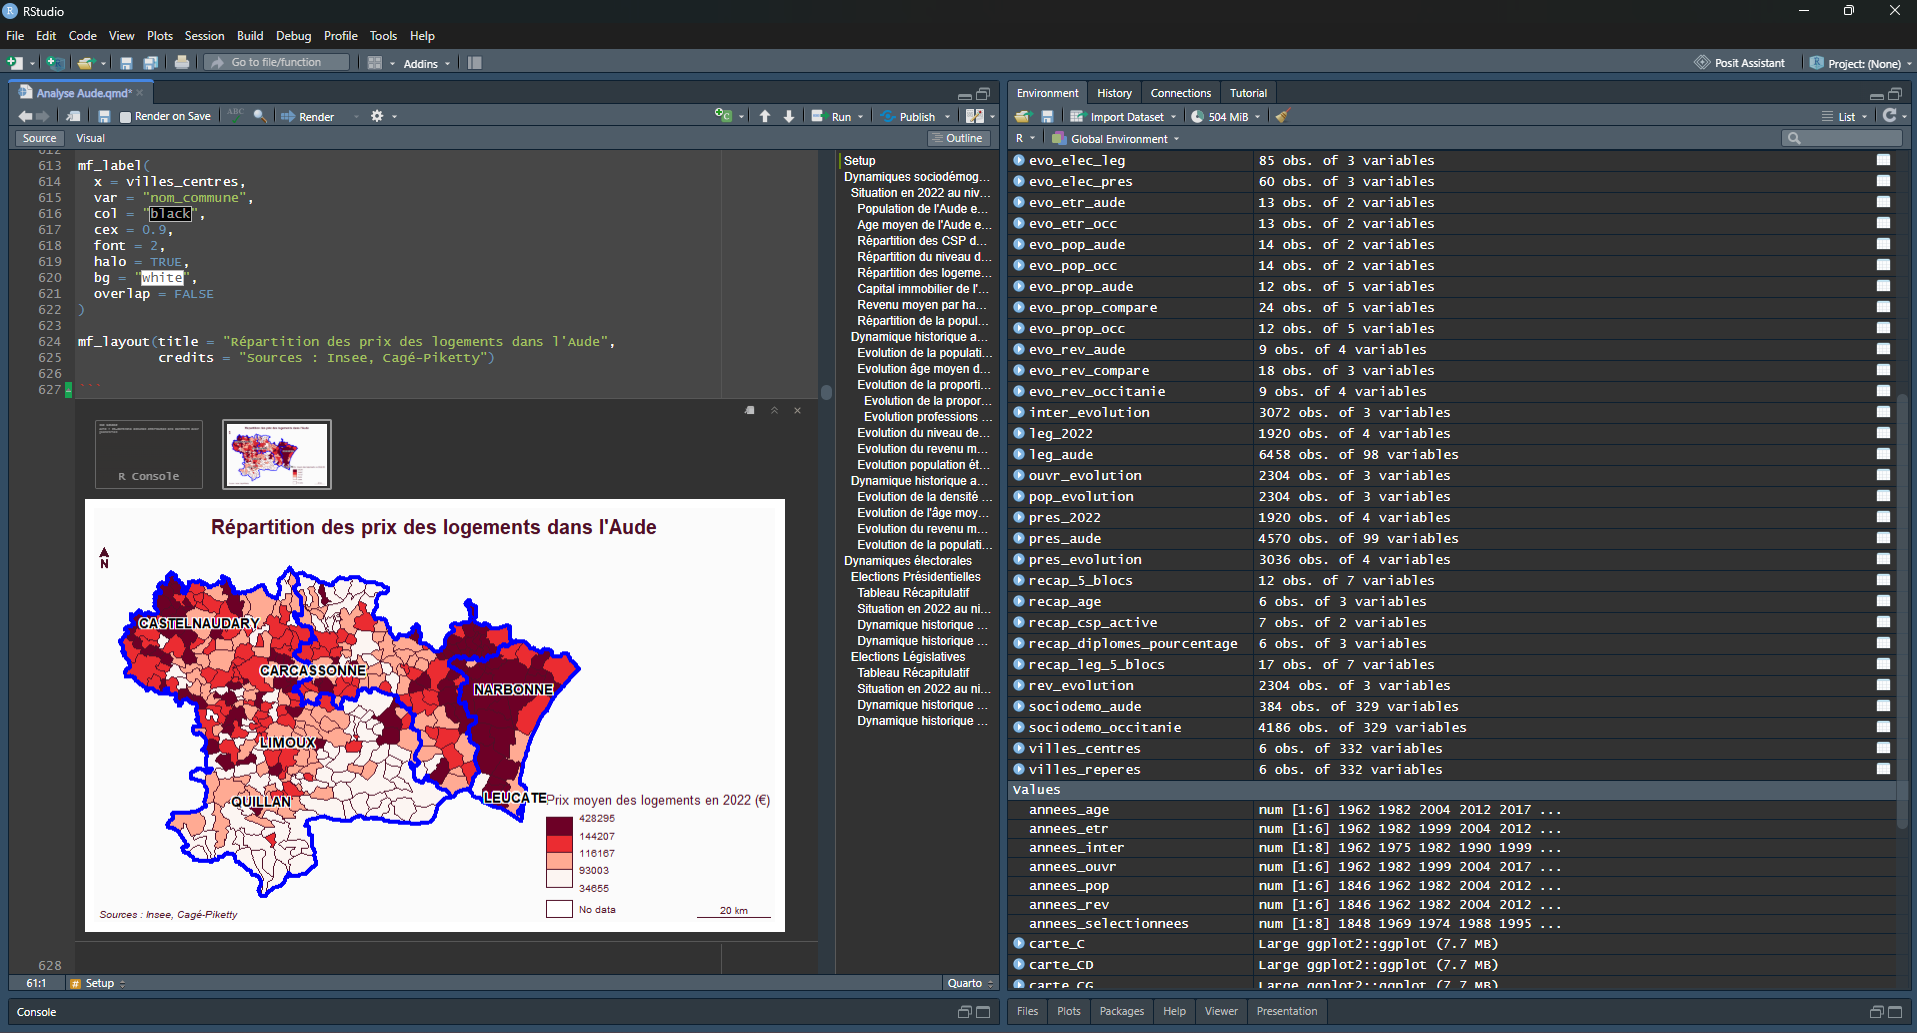 RStudio
File Edit Code View Plots Session Build Debug Profile Tools Help
Go to file/function Addins Posit Assistant Project: (None)
Analyse Aude.qmd*
Render on Save ABC Render Run Publish
Source Visual Outline
612
613 mf_label(
614 x = villes_centres,
615 var = "nom_commune",
616 col = "black",
617 cex = 0.9,
618 font = 2,
619 halo = TRUE,
620 bg = "white",
621 overlap = FALSE
622 )
623
624 mf_layout(title = "Répartition des prix des logements dans l'Aude",
625 credits = "Sources : Insee, Cagé-Piketty")
626
627 ```
R Console
Répartition des prix des logements dans l'Aude
N
CASTELNAUDARY
CARCASSONNE
NARBONNE
LIMOUX
QUILLAN
LEUCATE
Prix moyen des logements en 2022 (€)
428295
144207
116167
93003
34655
No data
20 km
Sources : Insee, Cagé-Piketty
628
61:1 Setup Quarto
Console
Setup
Dynamiques sociodémog...
Situation en 2022 au niv...
Population de l'Aude e...
Age moyen de l'Aude e...
Répartition des CSP d...
Répartition du niveau d...
Répartition des logeme...
Capital immobilier de l'...
Revenu moyen par ha...
Répartition de la popul...
Dynamique historique a...
Evolution de la populati...
Evolution âge moyen d...
Evolution de la proporti...
Evolution de la propor...
Evolution professions ...
Evolution du niveau de...
Evolution du revenu m...
Evolution population ét...
Dynamique historique a...
Evolution de la densité ...
Evolution de l'âge moy...
Evolution du revenu m...
Evolution de la populati...
Dynamiques électorales
Elections Présidentielles
Tableau Récapitulatif
Situation en 2022 au ni...
Dynamique historique ...
Dynamique historique ...
Elections Législatives
Tableau Récapitulatif
Situation en 2022 au ni...
Dynamique historique ...
Dynamique historique ...
Environment History Connections Tutorial
Import Dataset 504 MiB List
R Global Environment
evo_elec_leg 85 obs. of 3 variables
evo_elec_pres 60 obs. of 3 variables
evo_etr_aude 13 obs. of 2 variables
evo_etr_occ 13 obs. of 2 variables
evo_pop_aude 14 obs. of 2 variables
evo_pop_occ 14 obs. of 2 variables
evo_prop_aude 12 obs. of 5 variables
evo_prop_compare 24 obs. of 5 variables
evo_prop_occ 12 obs. of 5 variables
evo_rev_aude 9 obs. of 4 variables
evo_rev_compare 18 obs. of 3 variables
evo_rev_occitanie 9 obs. of 4 variables
inter_evolution 3072 obs. of 3 variables
leg_2022 1920 obs. of 4 variables
leg_aude 6458 obs. of 98 variables
ouvr_evolution 2304 obs. of 3 variables
pop_evolution 2304 obs. of 3 variables
pres_2022 1920 obs. of 4 variables
pres_aude 4570 obs. of 99 variables
pres_evolution 3036 obs. of 4 variables
recap_5_blocs 12 obs. of 7 variables
recap_age 6 obs. of 3 variables
recap_csp_active 7 obs. of 2 variables
recap_diplomes_pourcentage 6 obs. of 3 variables
recap_leg_5_blocs 17 obs. of 7 variables
rev_evolution 2304 obs. of 3 variables
sociodemo_aude 384 obs. of 329 variables
sociodemo_occitanie 4186 obs. of 329 variables
villes_centres 6 obs. of 332 variables
villes_reperes 6 obs. of 332 variables
Values
annees_age num [1:6] 1962 1982 2004 2012 2017 ...
annees_etr num [1:6] 1962 1982 1999 2004 2012 ...
annees_inter num [1:8] 1962 1975 1982 1990 1999 ...
annees_ouvr num [1:6] 1962 1982 1999 2004 2017 ...
annees_pop num [1:6] 1846 1962 1982 2004 2012 ...
annees_rev num [1:6] 1846 1962 1982 2004 2012 ...
annees_selectionnees num [1:8] 1848 1969 1974 1988 1995 ...
carte_C Large ggplot2::ggplot (7.7 MB)
carte_CD Large ggplot2::ggplot (7.7 MB)
carte_CG Large ggplot2::ggplot (7.7 MB)
Files Plots Packages Help Viewer Presentation